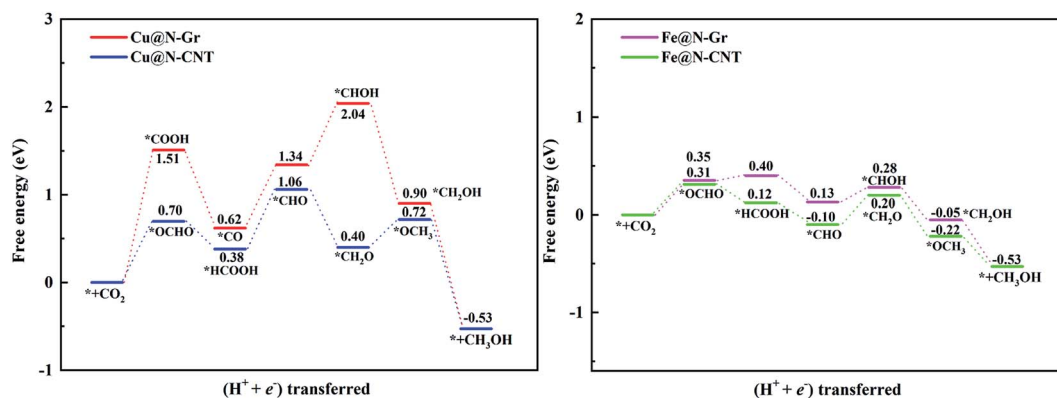 3
2
1
0
-1
Free energy (eV)
Cu@N-Gr
Cu@N-CNT
*+CO₂
*COOH
1.51
0.70
*OCHO
0.62
*CO
0.38
*HCOOH
1.34
1.06
*CHO
*CHOH
2.04
0.40
*CH₂O
0.90
*CH₂OH
0.72
*OCH₃
-0.53
*+CH₃OH
(H⁺ + e⁻) transferred
2
1
0
-1
Free energy (eV)
Fe@N-Gr
Fe@N-CNT
*+CO₂
0.35
0.31
*OCHO
0.40
0.12
*HCOOH
0.13
-0.10
*CHO
0.28
*CHOH
0.20
*CH₂O
-0.05
*CH₂OH
-0.22
*OCH₃
-0.53
*+CH₃OH
(H⁺ + e⁻) transferred